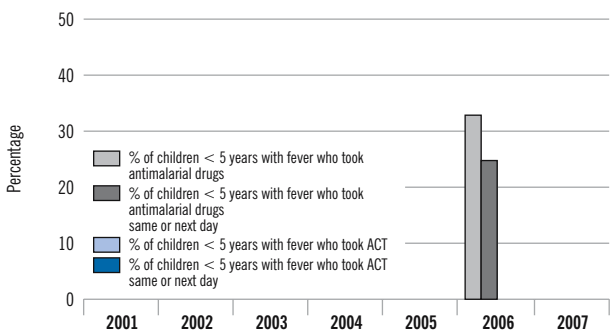 50
40
30
20
10
0
Percentage
% of children < 5 years with fever who took
antimalarial drugs
% of children < 5 years with fever who took
antimalarial drugs
same or next day
% of children < 5 years with fever who took ACT
% of children < 5 years with fever who took ACT
same or next day
2001 2002 2003 2004 2005 2006 2007